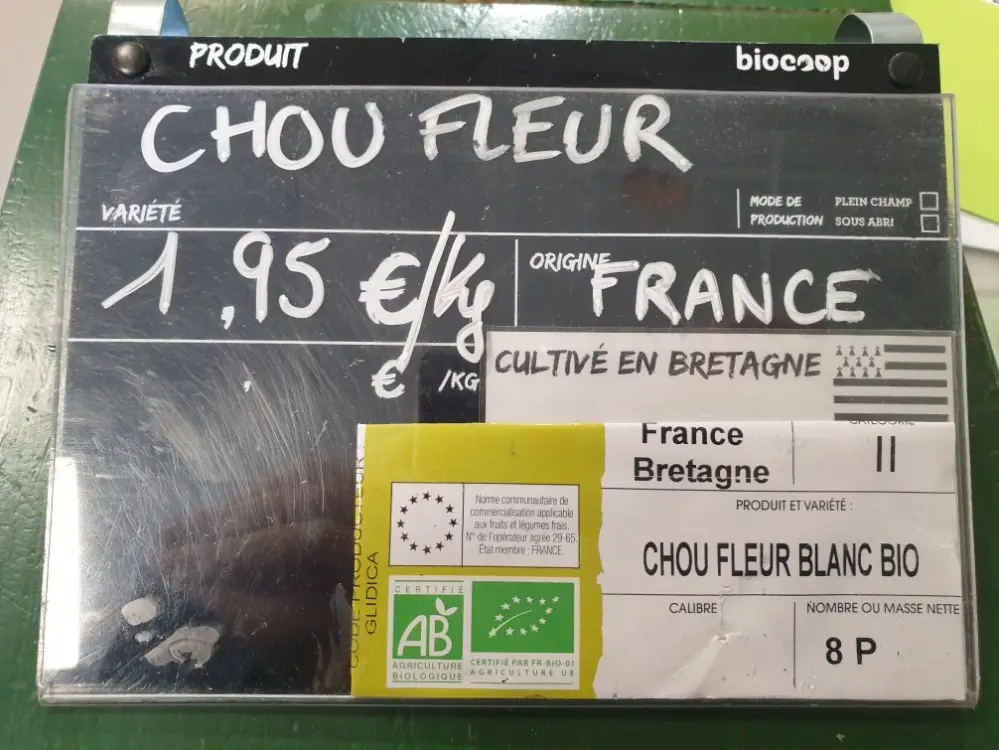 PRODUIT
biocoop
CHOU FLEUR
VARIÉTÉ
MODE DE
PRODUCTION
PLEIN CHAMP
SOUS ABRI
1,95 €/Kg
ORIGINE
FRANCE
, € /KG
CULTIVÉ EN BRETAGNE
CATEGORIE
France
Bretagne
II
CODE PRODUCTEUR
GLIDICA
Norme communautaire de
commercialisation applicable
aux fruits et légumes frais.
N° de l'opérateur agrée 29-65.
État membre : FRANCE.
PRODUIT ET VARIÉTÉ :
CHOU FLEUR BLANC BIO
CALIBRE
NOMBRE OU MASSE NETTE
8 P
CERTIFIÉ
AB
AGRICULTURE
BIOLOGIQUE
CERTIFIÉ PAR FR-BIO-01
AGRICULTURE UE